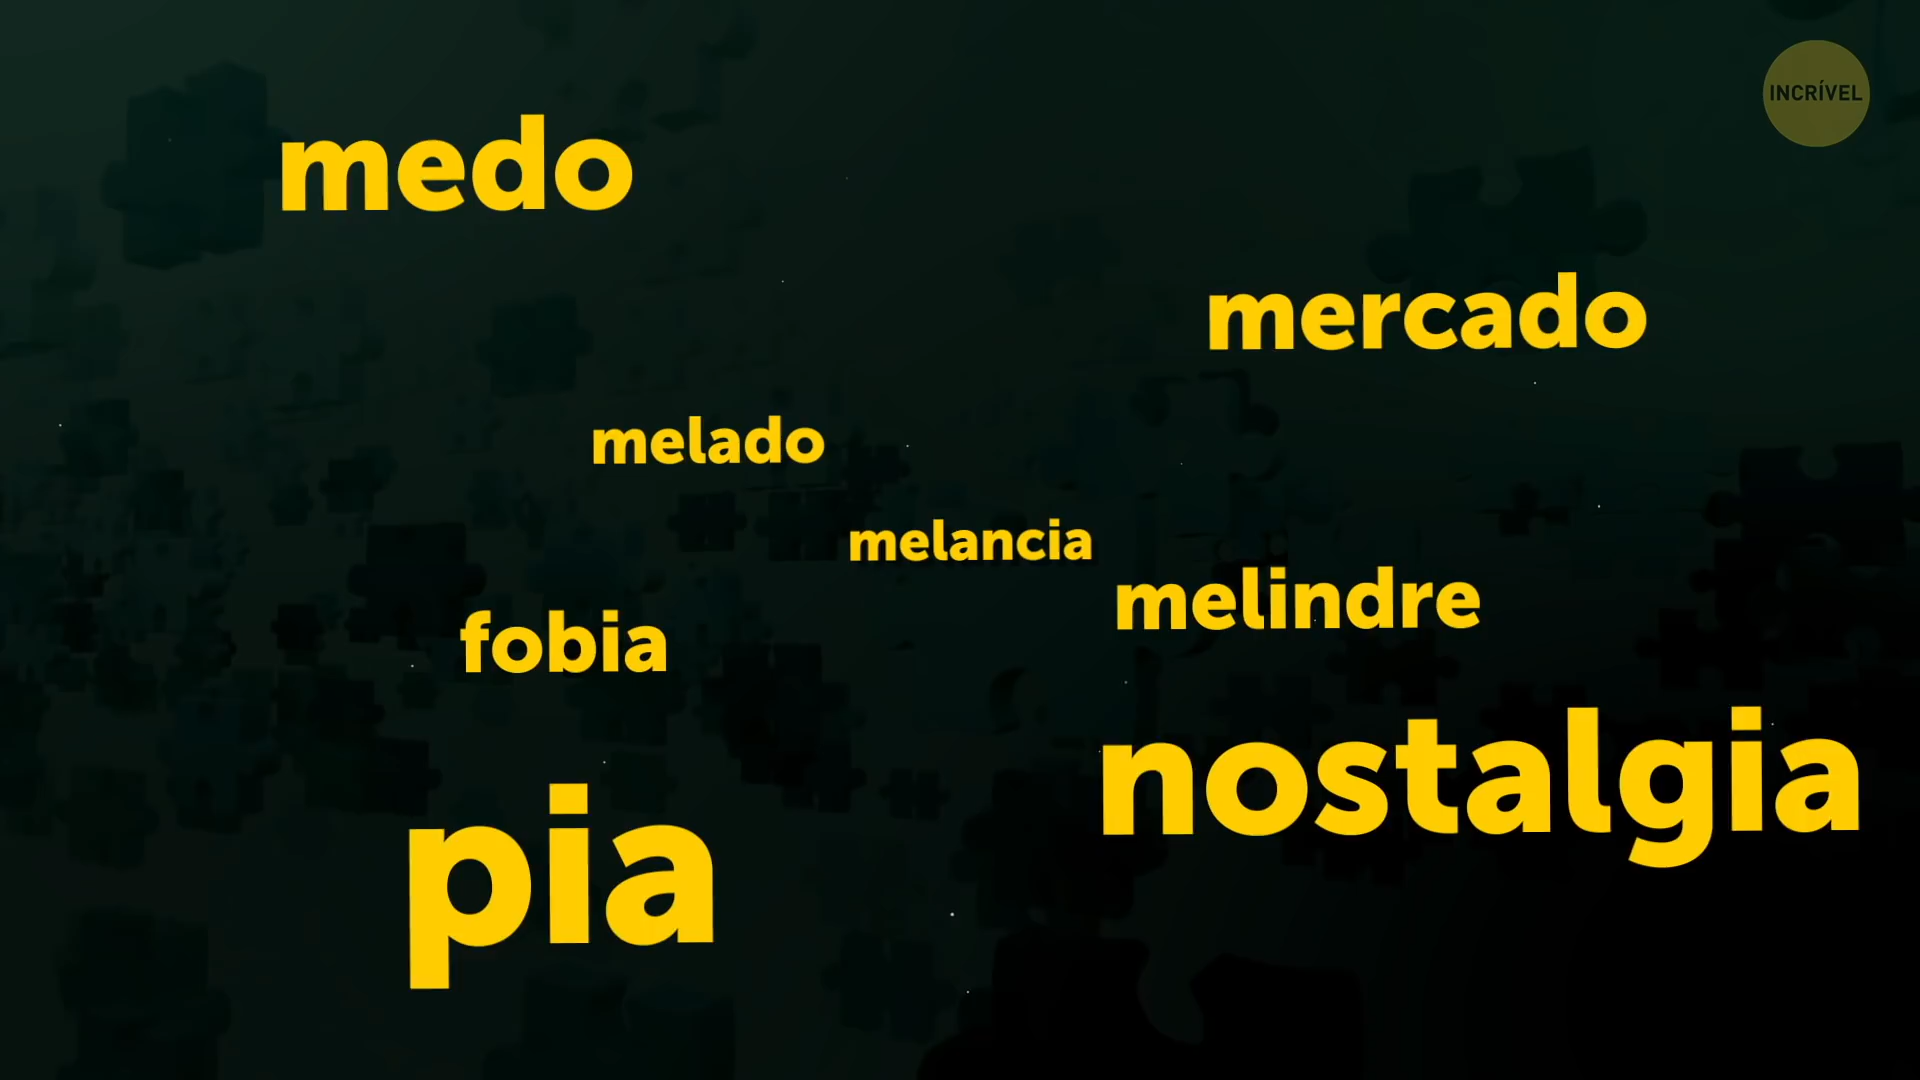 INCRÍVEL
medo
mercado
melado
melancia
melindre
fobia
nostalgia
pia